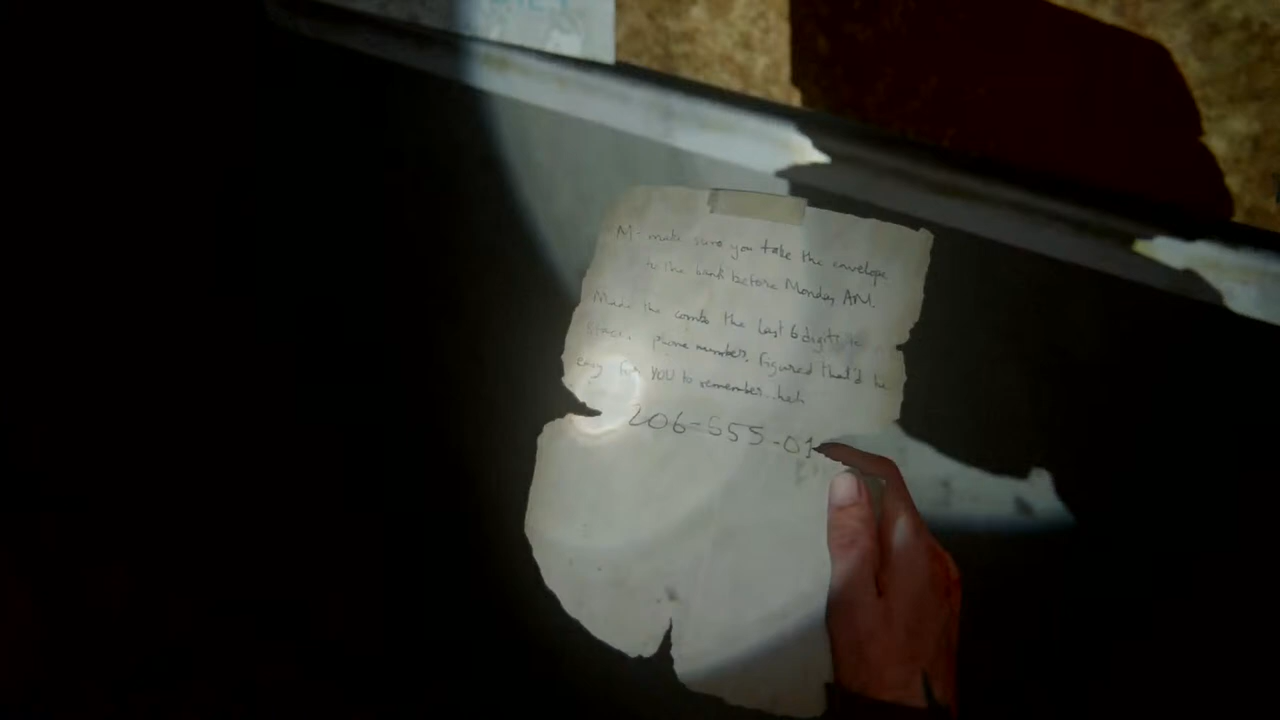 M- make sure you take the envelope
to the bank before Monday AM.
Made the combo the last 6 digits to
phone number. Figured that'd be
easy for YOU to remember...heh
206-555-01